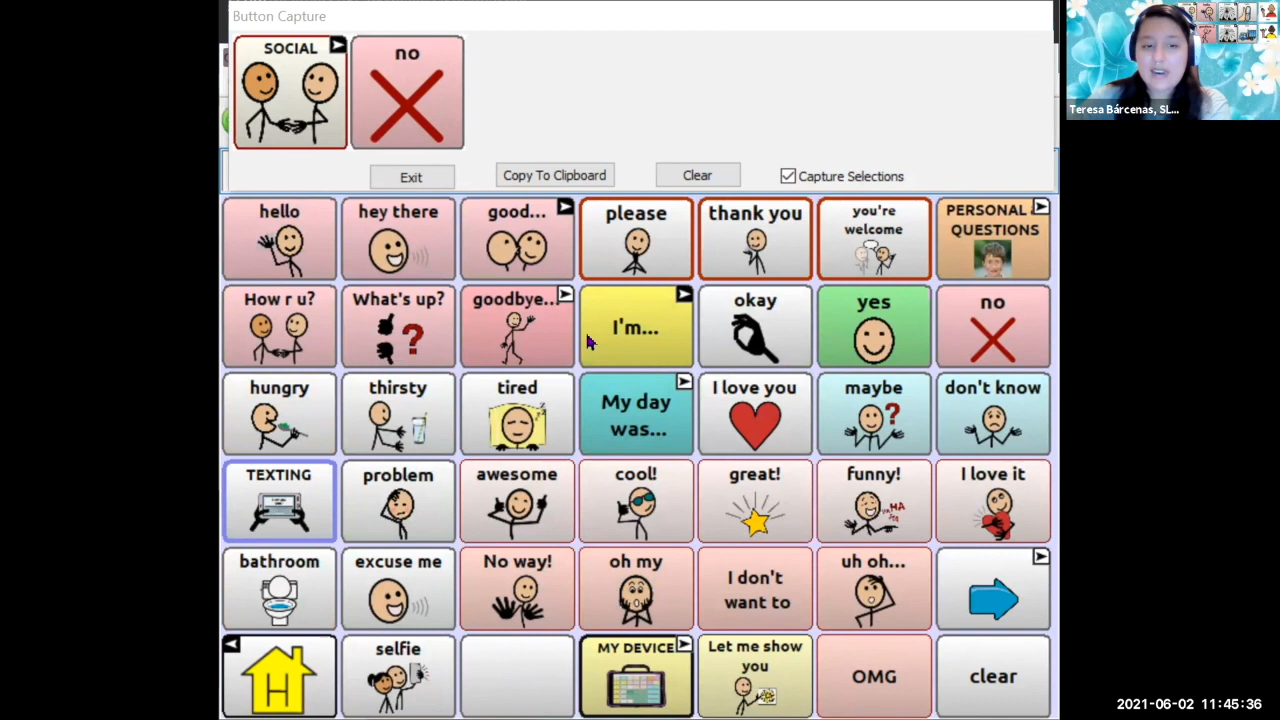 Button Capture
SOCIAL
no
Exit
Copy To Clipboard
Clear
Capture Selections
Teresa Bárcenas, SL...
hello
hey there
good...
please
thank you
you're
welcome
PERSONAL
QUESTIONS
How r u?
What's up?
goodbye...
I'm...
okay
yes
no
hungry
thirsty
tired
My day
was...
I love you
maybe
don't know
TEXTING
problem
awesome
cool!
great!
funny!
HA
I love it
bathroom
excuse me
No way!
oh my
I don't
want to
uh oh...
H
selfie
MY DEVICE
Let me show
you
OMG
clear
2021-06-02 11:45:36